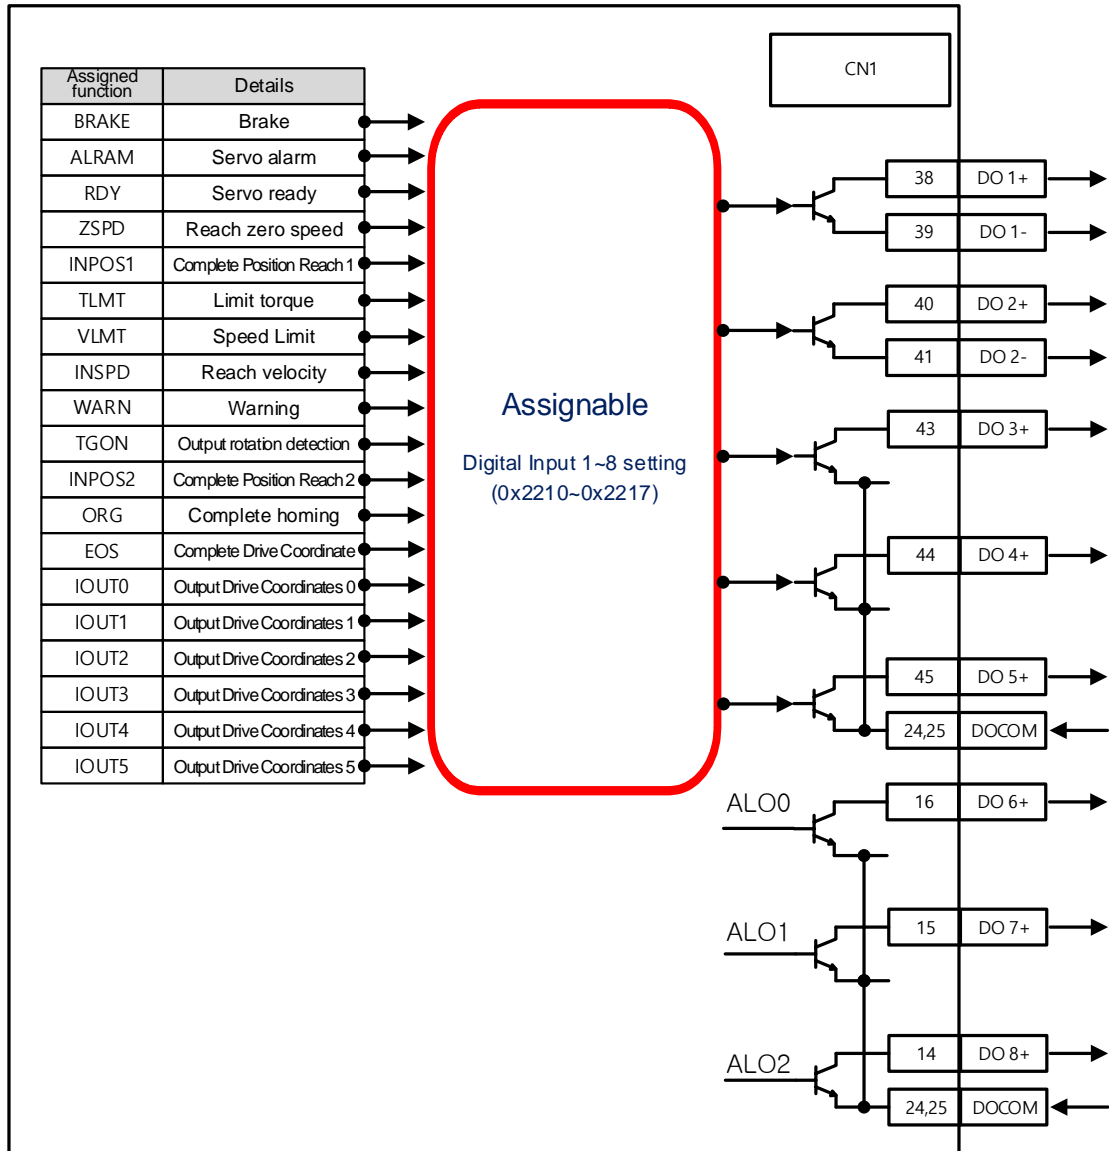 CN1
Assigned function Details
BRAKE Brake
ALRAM Servo alarm
RDY Servo ready
ZSPD Reach zero speed
INPOS1 Complete Position Reach 1
TLMT Limit torque
VLMT Speed Limit
INSPD Reach velocity
WARN Warning
TGON Output rotation detection
INPOS2 Complete Position Reach 2
ORG Complete homing
EOS Complete Drive Coordinate
IOUT0 Output Drive Coordinates 0
IOUT1 Output Drive Coordinates 1
IOUT2 Output Drive Coordinates 2
IOUT3 Output Drive Coordinates 3
IOUT4 Output Drive Coordinates 4
IOUT5 Output Drive Coordinates 5
Assignable
Digital Input 1~8 setting
(0x2210~0x2217)
38 DO 1+
39 DO 1-
40 DO 2+
41 DO 2-
43 DO 3+
44 DO 4+
45 DO 5+
24,25 DOCOM
ALO0
16 DO 6+
ALO1
15 DO 7+
ALO2
14 DO 8+
24,25 DOCOM